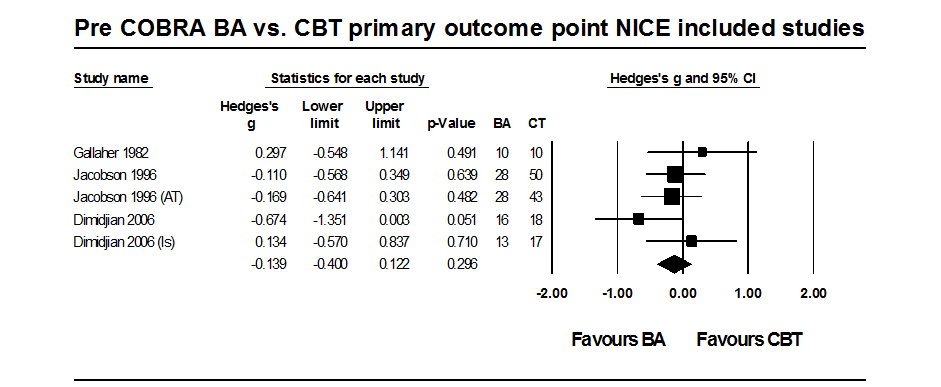 Pre COBRA BA vs. CBT primary outcome point NICE included studies
Study name Statistics for each study Hedges's g and 95% CI
Hedges's Lower Upper
g limit limit p-Value BA CT
Gallaher 1982 0.297 -0.548 1.141 0.491 10 10
Jacobson 1996 -0.110 -0.568 0.349 0.639 28 50
Jacobson 1996 (AT) -0.169 -0.641 0.303 0.482 28 43
Dimidjian 2006 -0.674 -1.351 0.003 0.051 16 18
Dimidjian 2006 (ls) 0.134 -0.570 0.837 0.710 13 17
-0.139 -0.400 0.122 0.296
-2.00 -1.00 0.00 1.00 2.00
Favours BA Favours CBT